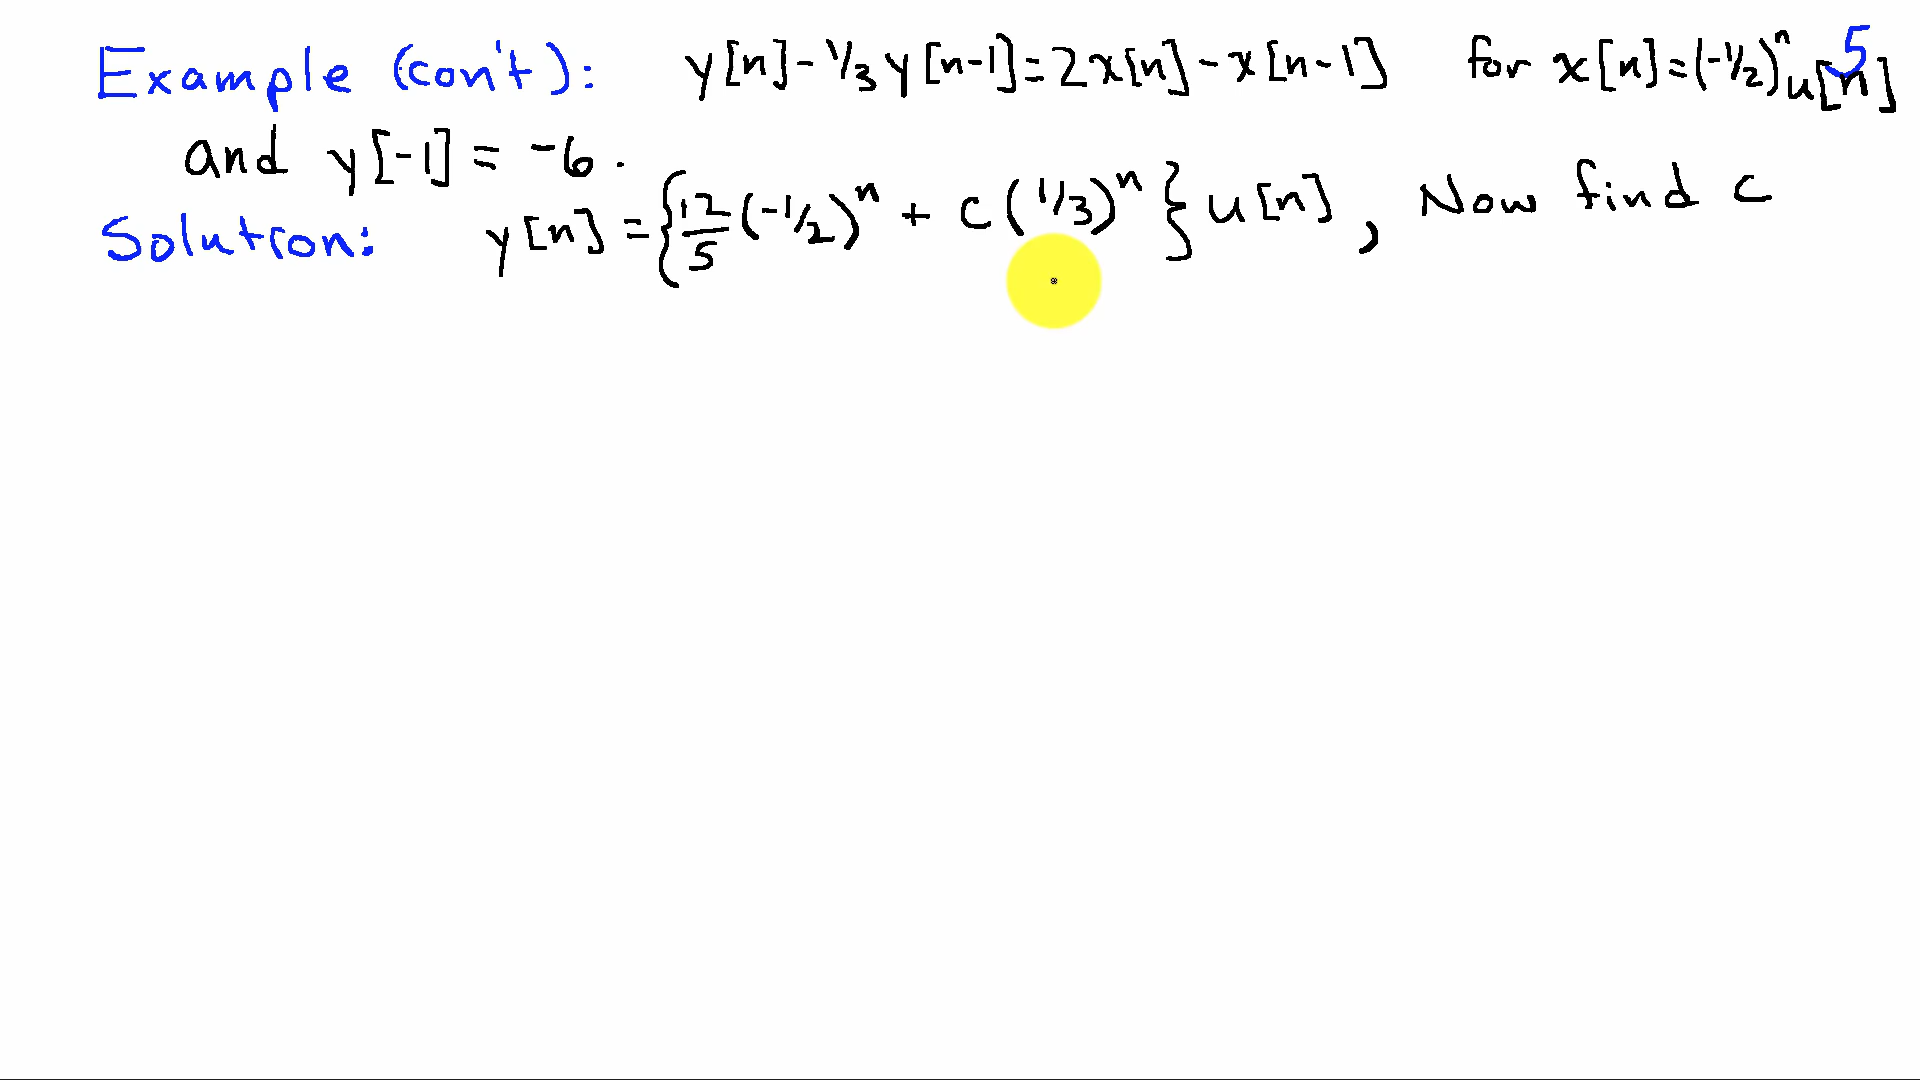 Example (con't): y[n]-1/3 y[n-1]=2x[n]-x[n-1] for x[n]=(-1/2)^n u[n] 5
and y[-1] = -6.
Solution: y[n] = {12/5 (-1/2)^n + C (1/3)^n } u[n], Now find C